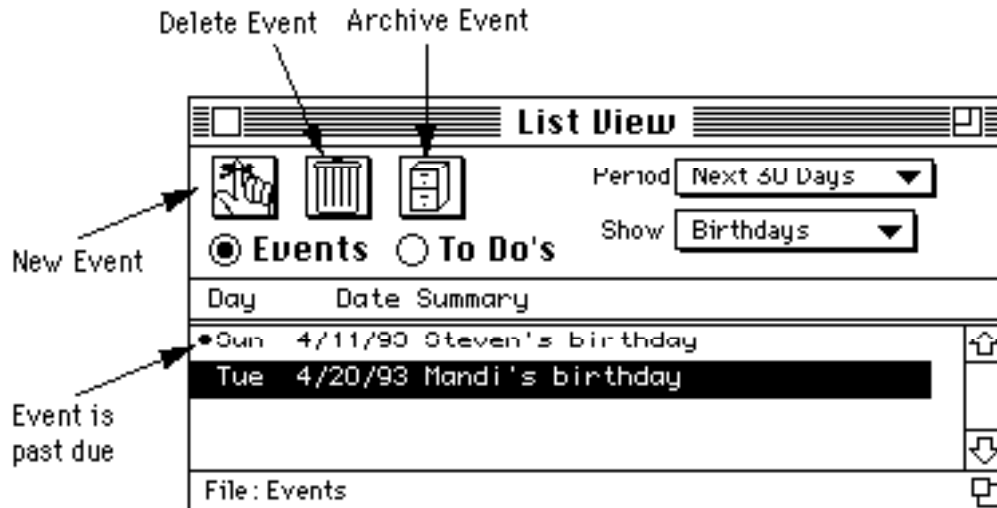 Delete Event Archive Event
List View
Period Next 30 Days
Show Birthdays
New Event
Events To Do's
Day Date Summary
•Sun 4/11/93 Steven's birthday
Tue 4/20/93 Mandi's birthday
Event is
past due
File: Events